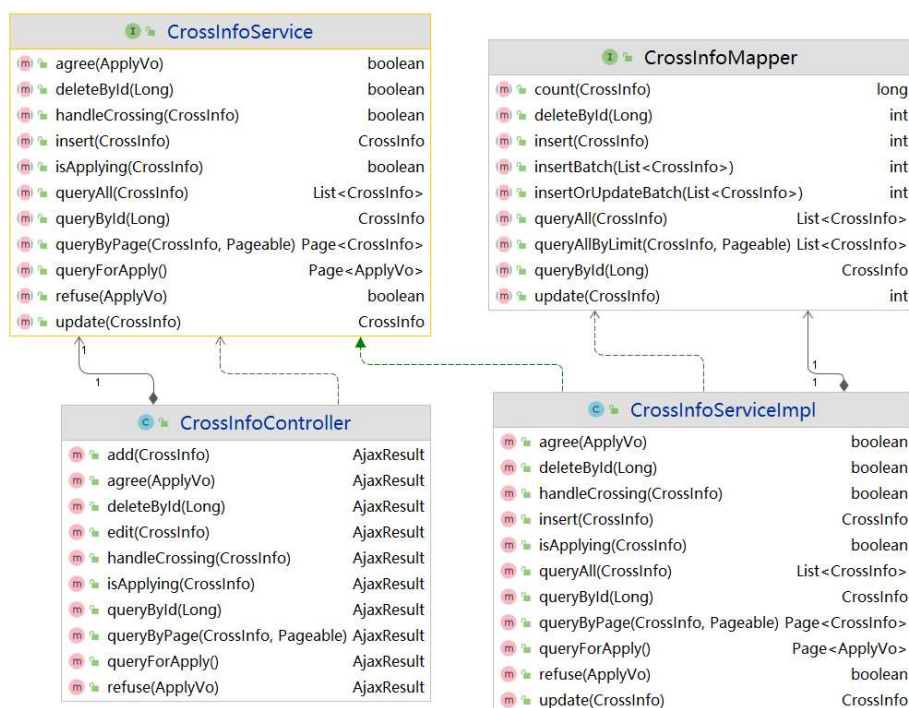 CrossInfoService
agree(ApplyVo) boolean
deleteById(Long) boolean
handleCrossing(CrossInfo) boolean
insert(CrossInfo) CrossInfo
isApplying(CrossInfo) boolean
queryAll(CrossInfo) List<CrossInfo>
queryById(Long) CrossInfo
queryByPage(CrossInfo, Pageable) Page<CrossInfo>
queryForApply() Page<ApplyVo>
refuse(ApplyVo) boolean
update(CrossInfo) CrossInfo
CrossInfoMapper
count(CrossInfo) long
deleteById(Long) int
insert(CrossInfo) int
insertBatch(List<CrossInfo>) int
insertOrUpdateBatch(List<CrossInfo>) int
queryAll(CrossInfo) List<CrossInfo>
queryAllByLimit(CrossInfo, Pageable) List<CrossInfo>
queryById(Long) CrossInfo
update(CrossInfo) int
1
1
1
1
CrossInfoController
add(CrossInfo) AjaxResult
agree(ApplyVo) AjaxResult
deleteById(Long) AjaxResult
edit(CrossInfo) AjaxResult
handleCrossing(CrossInfo) AjaxResult
isApplying(CrossInfo) AjaxResult
queryById(Long) AjaxResult
queryByPage(CrossInfo, Pageable) AjaxResult
queryForApply() AjaxResult
refuse(ApplyVo) AjaxResult
CrossInfoServiceImpl
agree(ApplyVo) boolean
deleteById(Long) boolean
handleCrossing(CrossInfo) boolean
insert(CrossInfo) CrossInfo
isApplying(CrossInfo) boolean
queryAll(CrossInfo) List<CrossInfo>
queryById(Long) CrossInfo
queryByPage(CrossInfo, Pageable) Page<CrossInfo>
queryForApply() Page<ApplyVo>
refuse(ApplyVo) boolean
update(CrossInfo) CrossInfo